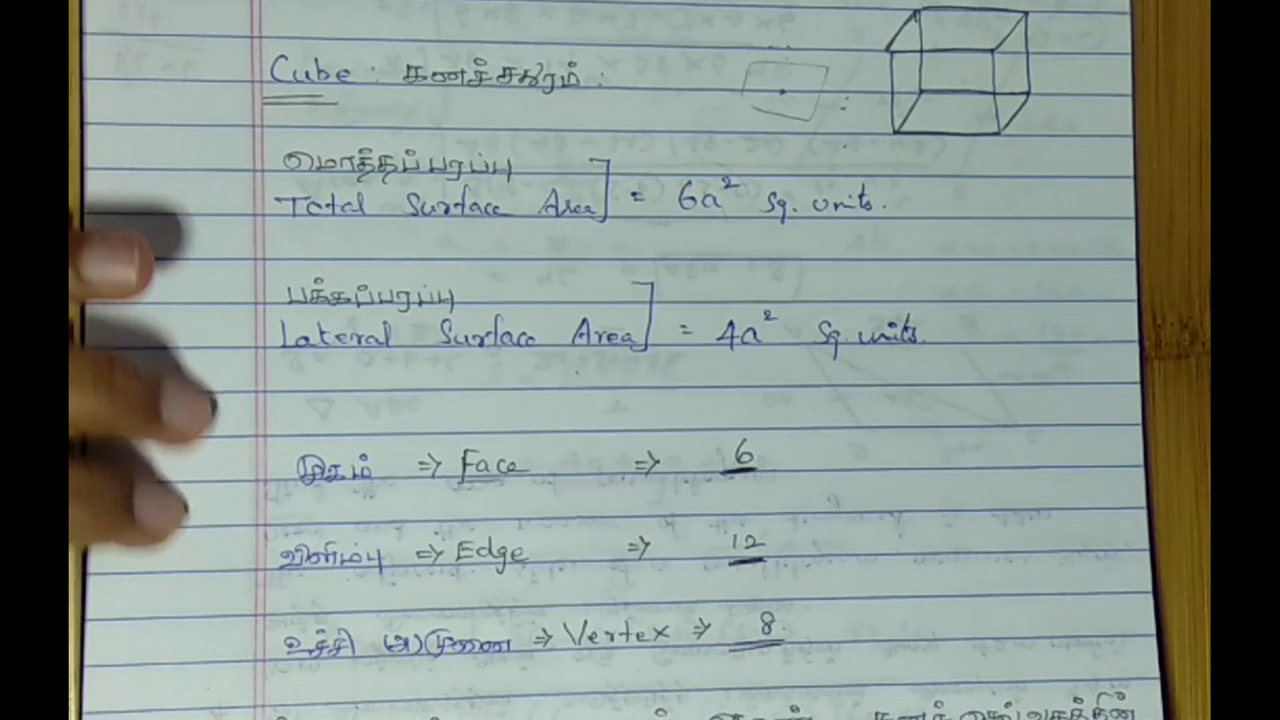 Cube : கனச்சதுரம் :
மொத்தப்பரப்பு
Total Surface Area ] = 6a² Sq. units.
பக்கப்பரப்பு
Lateral Surface Area ] = 4a² Sq. units.
முகம் => Face => 6
விளிம்பு => Edge => 12
உச்சி (அ) முனை => Vertex => 8